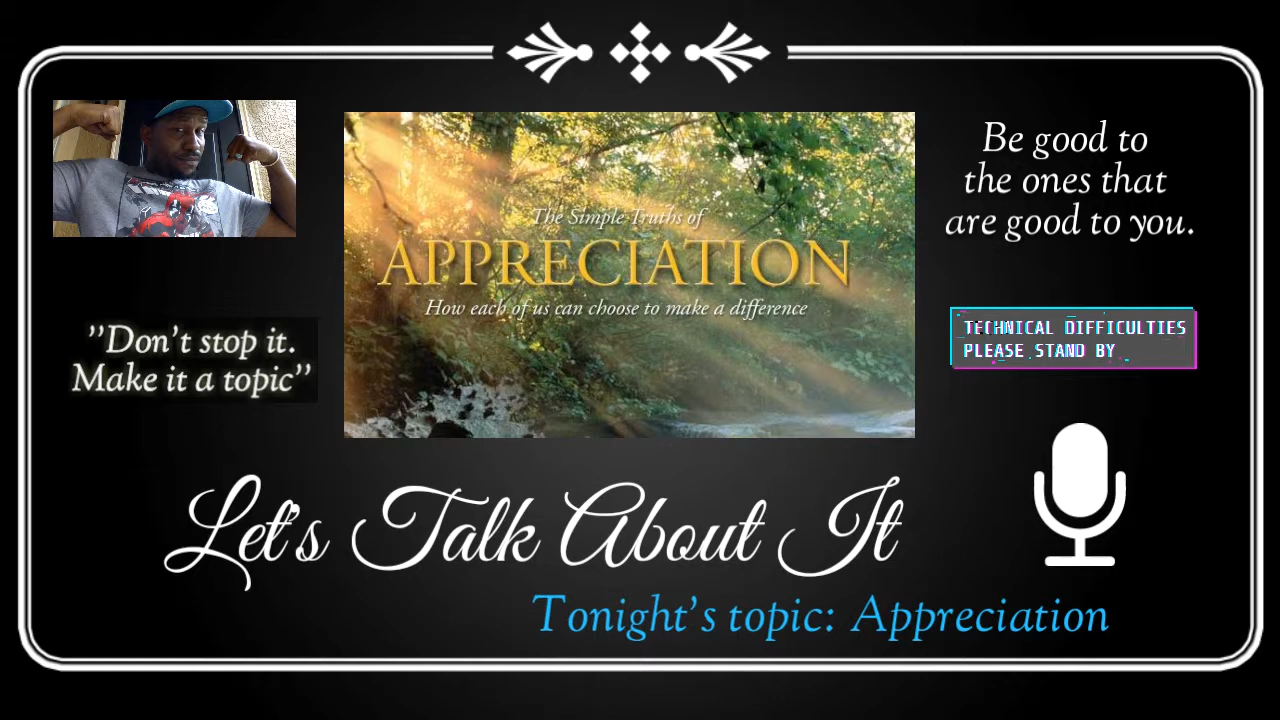 The Simple Truths of
APPRECIATION
How each of us can choose to make a difference
Be good to
the ones that
are good to you.
"Don't stop it.
Make it a topic"
TECHNICAL DIFFICULTIES
PLEASE STAND BY
Let's Talk About It
Tonight's topic: Appreciation